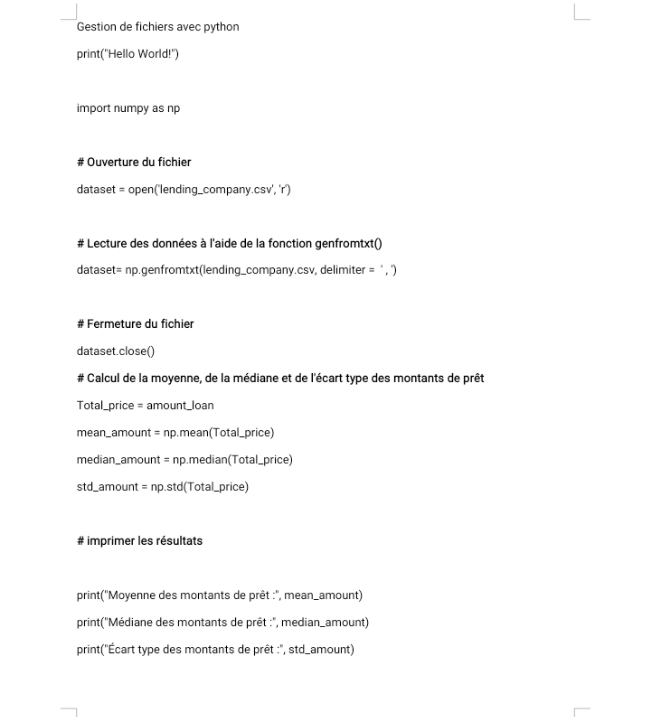 Gestion de fichiers avec python
print("Hello World!")
import numpy as np
# Ouverture du fichier
dataset = open('lending_company.csv', 'r')
# Lecture des données à l'aide de la fonction genfromtxt()
dataset= np.genfromtxt(lending_company.csv, delimiter = ' , ')
# Fermeture du fichier
dataset.close()
# Calcul de la moyenne, de la médiane et de l'écart type des montants de prêt
Total_price = amount_loan
mean_amount = np.mean(Total_price)
median_amount = np.median(Total_price)
std_amount = np.std(Total_price)
# imprimer les résultats
print("Moyenne des montants de prêt :", mean_amount)
print("Médiane des montants de prêt :", median_amount)
print("Écart type des montants de prêt :", std_amount)